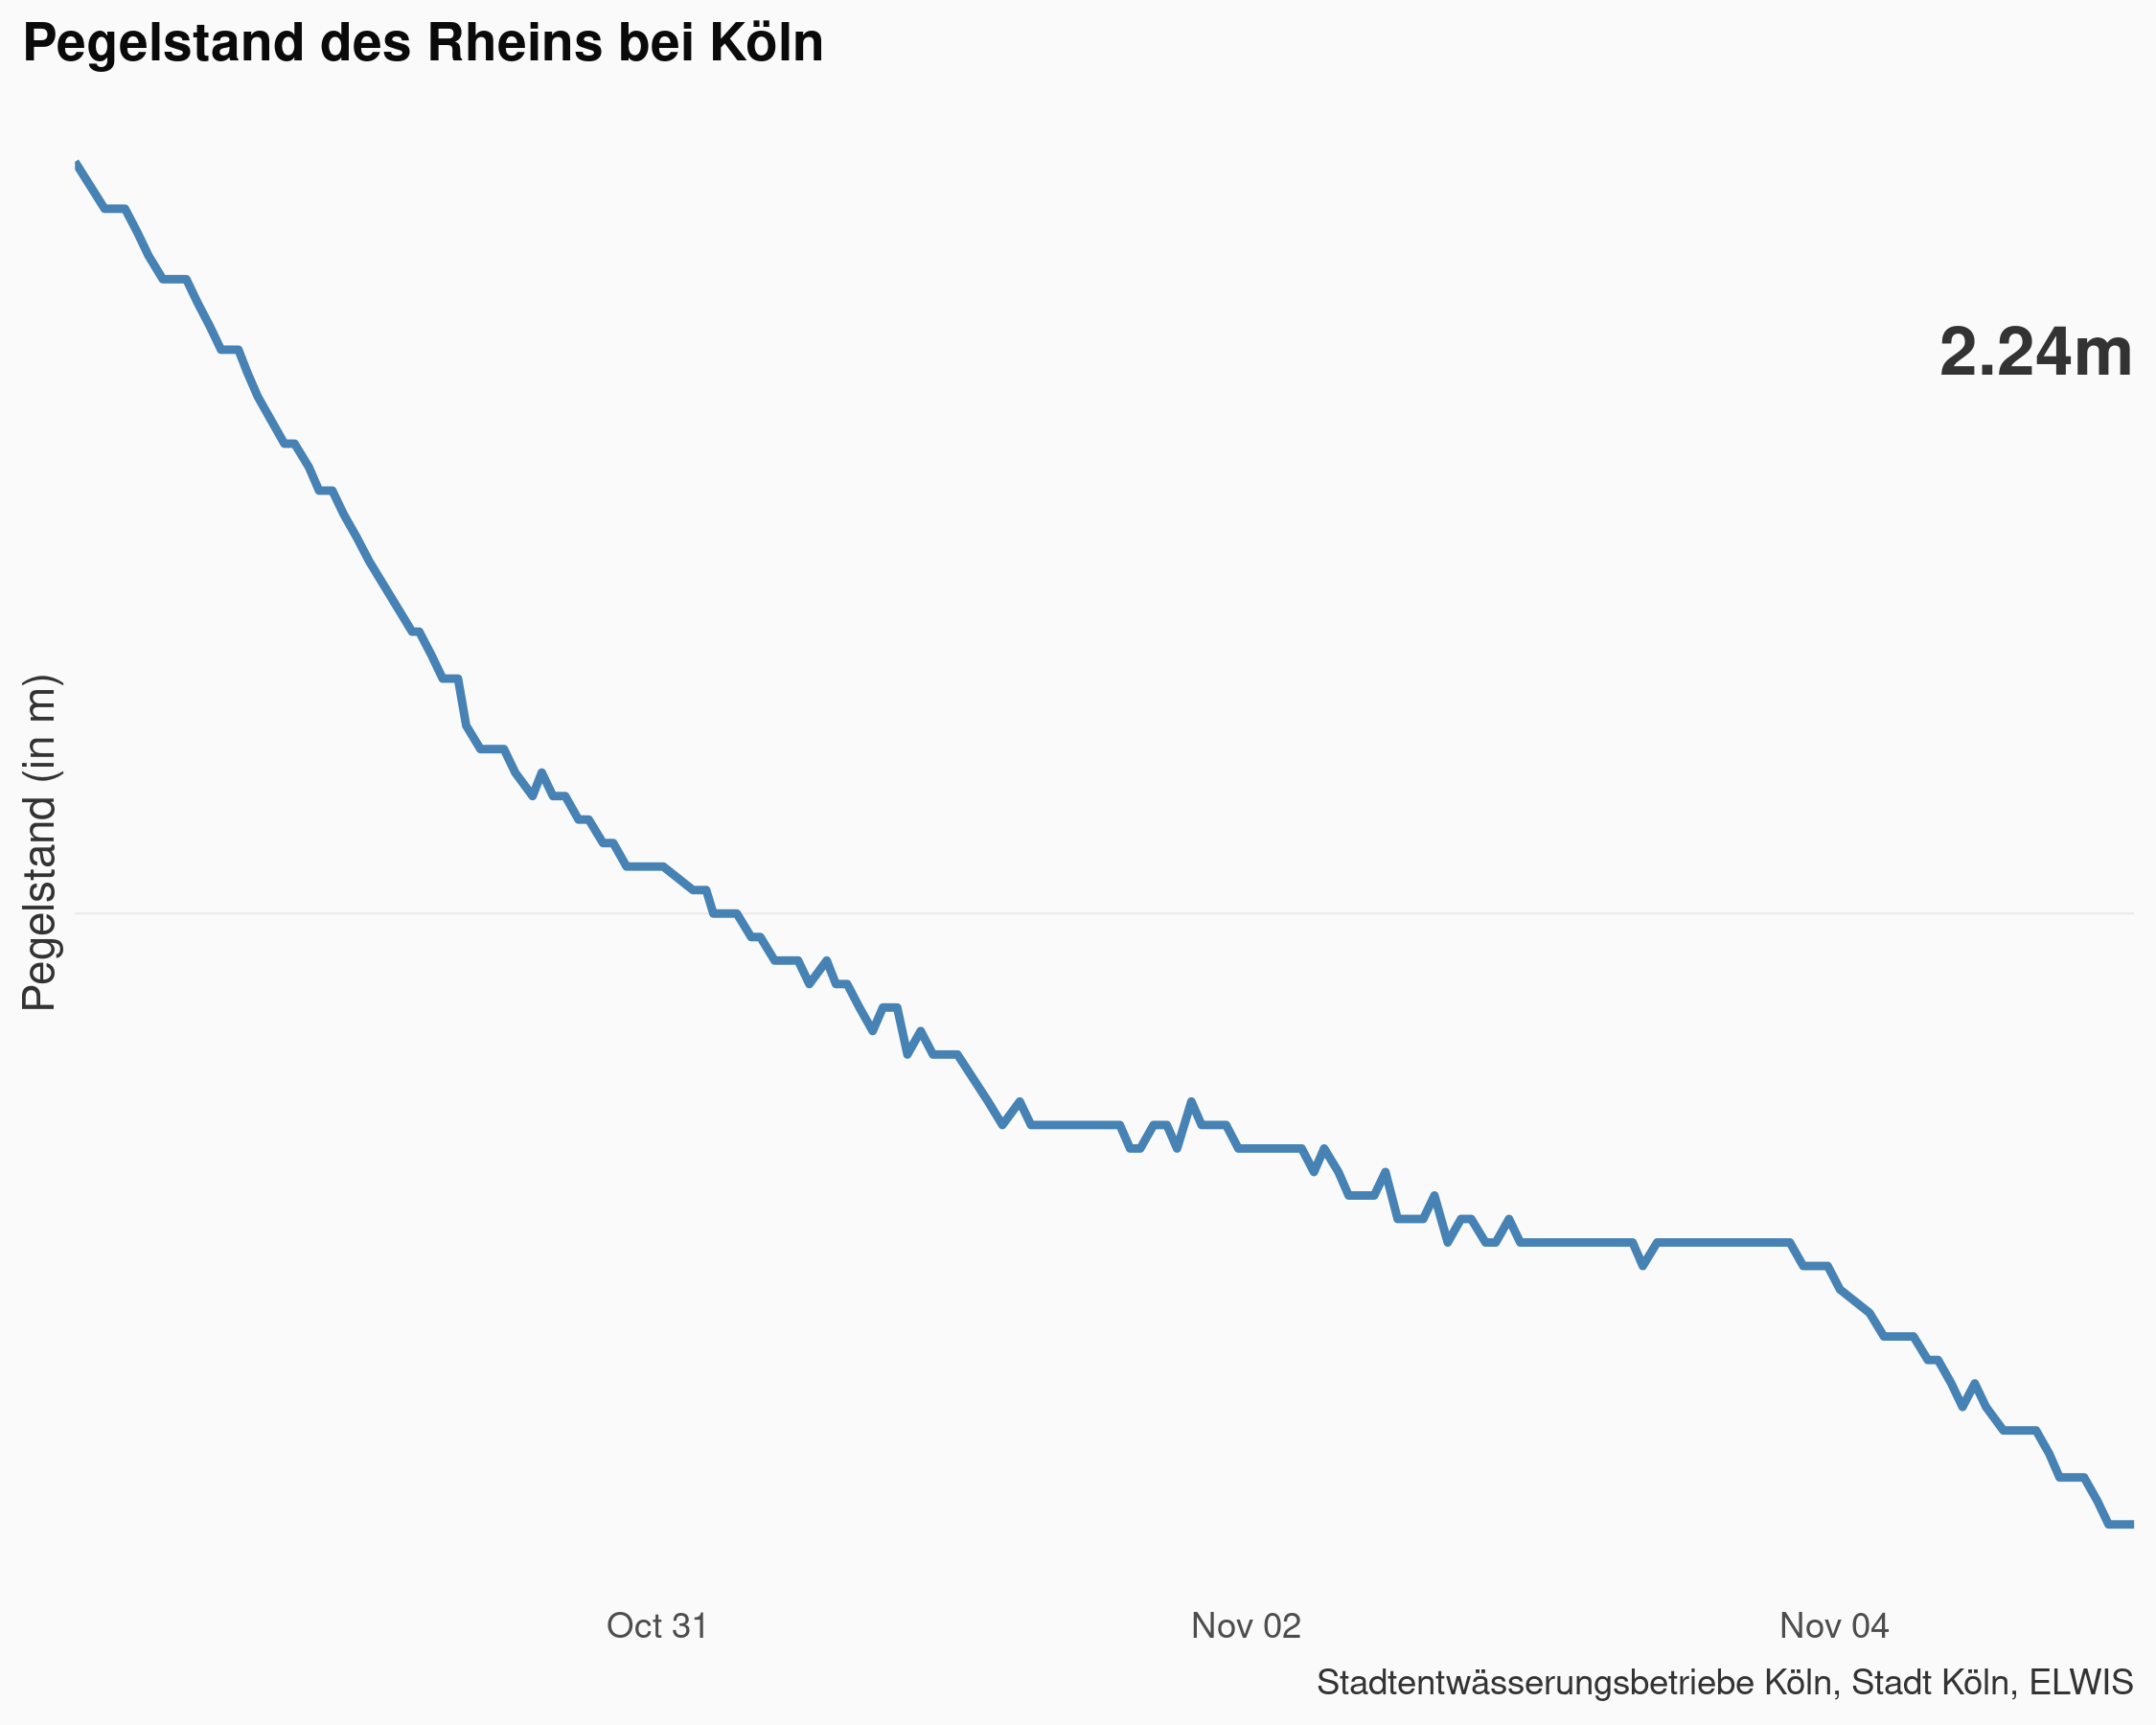 Pegelstand des Rheins bei Köln
2.24m
Pegelstand (in m)
Oct 31
Nov 02
Nov 04
Stadtentwässerungsbetriebe Köln, Stadt Köln, ELWIS